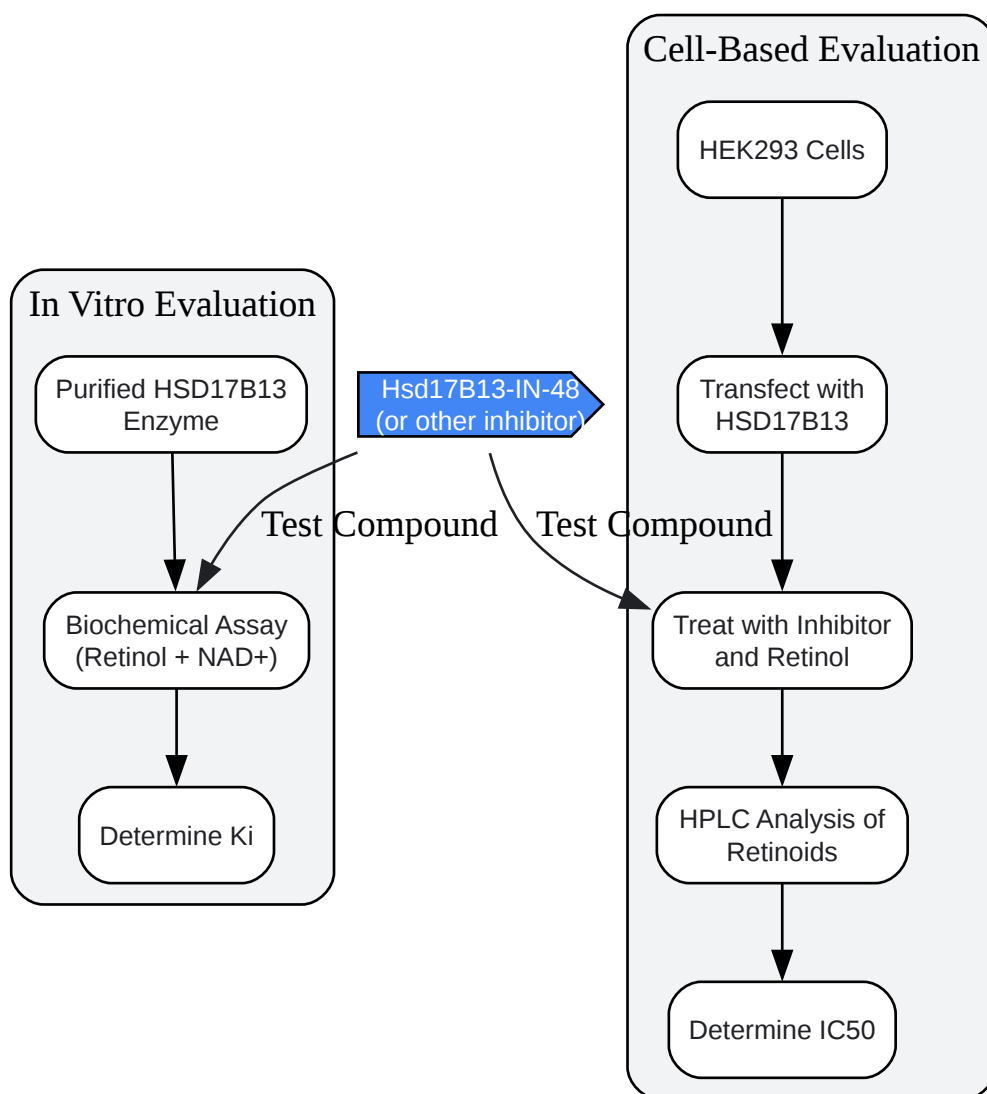 Cell-Based Evaluation
HEK293 Cells
In Vitro Evaluation
Purified HSD17B13
Enzyme
Hsd17B13-IN-48
(or other inhibitor)
Transfect with
HSD17B13
Test Compound
Test Compound
Biochemical Assay
(Retinol + NAD+)
Treat with Inhibitor
and Retinol
Determine Ki
HPLC Analysis of
Retinoids
Determine IC50